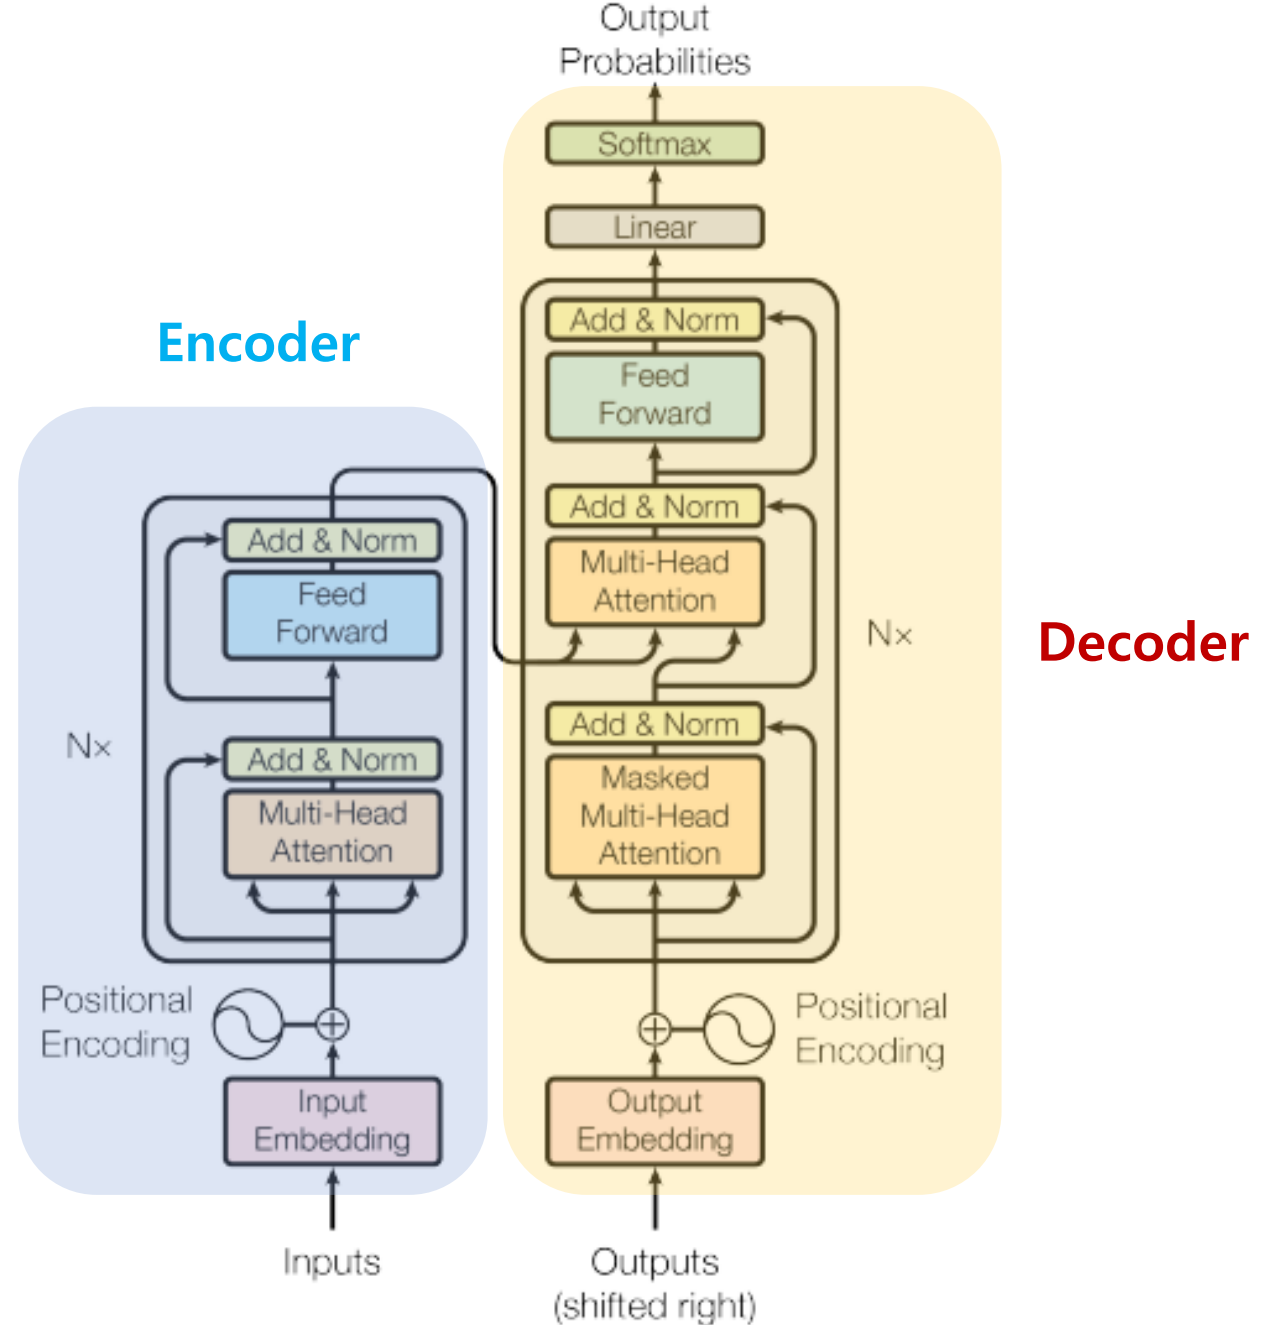 Output
Probabilities
Softmax
Linear
Add & Norm
Feed
Forward
Add & Norm
Multi-Head
Attention
Add & Norm
Masked
Multi-Head
Attention
N×
Decoder
Positional
Encoding
Output
Embedding
Outputs
(shifted right)
Encoder
Add & Norm
Feed
Forward
Add & Norm
Multi-Head
Attention
N×
Positional
Encoding
Input
Embedding
Inputs